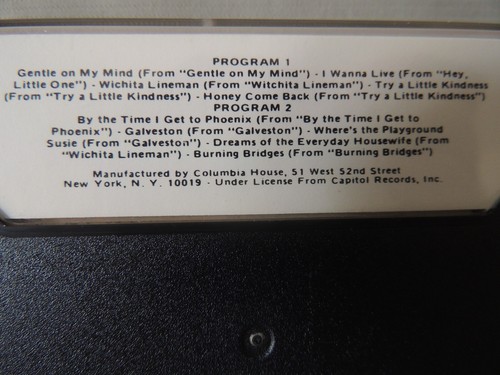 PROGRAM 1
Gentle on My Mind (From "Gentle on My Mind") - I Wanna Live (From "Hey,
Little One") - Wichita Lineman (From "Witchita Lineman") - Try a Little Kindness
(From "Try a Little Kindness") - Honey Come Back (From "Try a Little Kindness")
PROGRAM 2
By the Time I Get to Phoenix (From "By the Time I Get to
Phoenix") - Galveston (From "Galveston") - Where's the Playground
Susie (From "Galveston") - Dreams of the Everyday Housewife (From
"Wichita Lineman") - Burning Bridges (From "Burning Bridges")
Manufactured by Columbia House, 51 West 52nd Street
New York, N. Y. 10019 - Under License From Capitol Records, Inc.